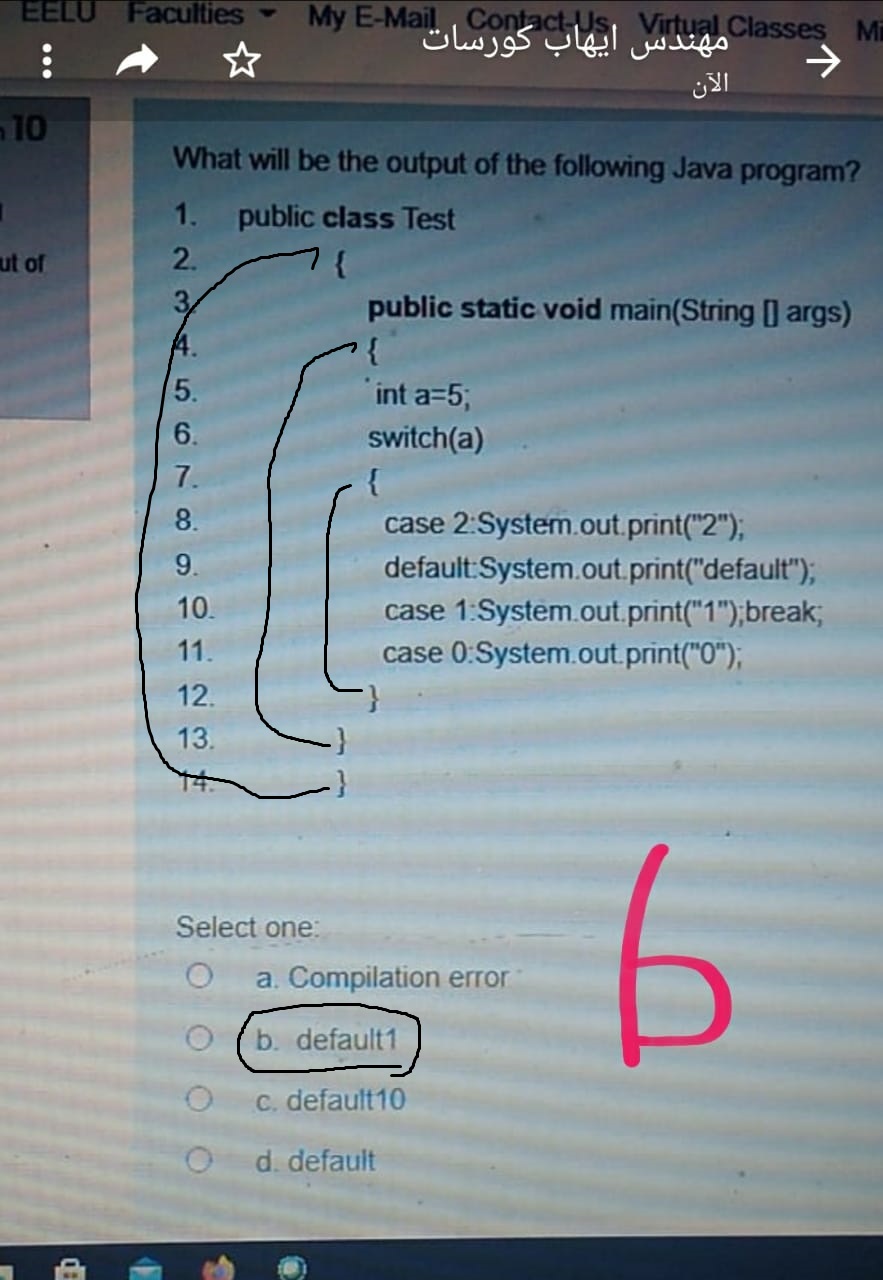 EELU Faculties My E-Mail Contact-Us Virtual Classes Mi
مهندس ايهاب كورسات
الآن
10
ut of
What will be the output of the following Java program?
1. public class Test
2. {
3. public static void main(String [] args)
4. {
5. int a=5;
6. switch(a)
7. {
8. case 2:System.out.print("2");
9. default:System.out.print("default");
10. case 1:System.out.print("1");break;
11. case 0:System.out.print("0");
12. }
13. }
14. }
Select one:
a. Compilation error
b. default1
b
c. default10
d. default